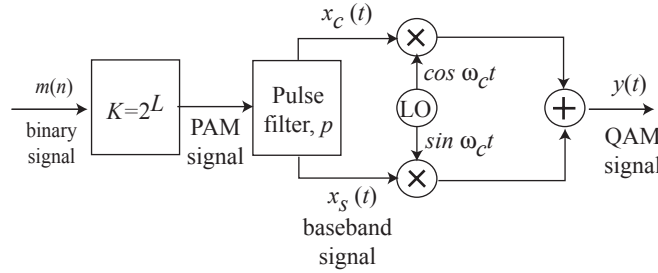 x_c (t)
m(n)
binary
signal
K=2^L
PAM
signal
Pulse
filter, p
cos ω_c t
LO
sin ω_c t
y(t)
QAM
signal
x_s (t)
baseband
signal